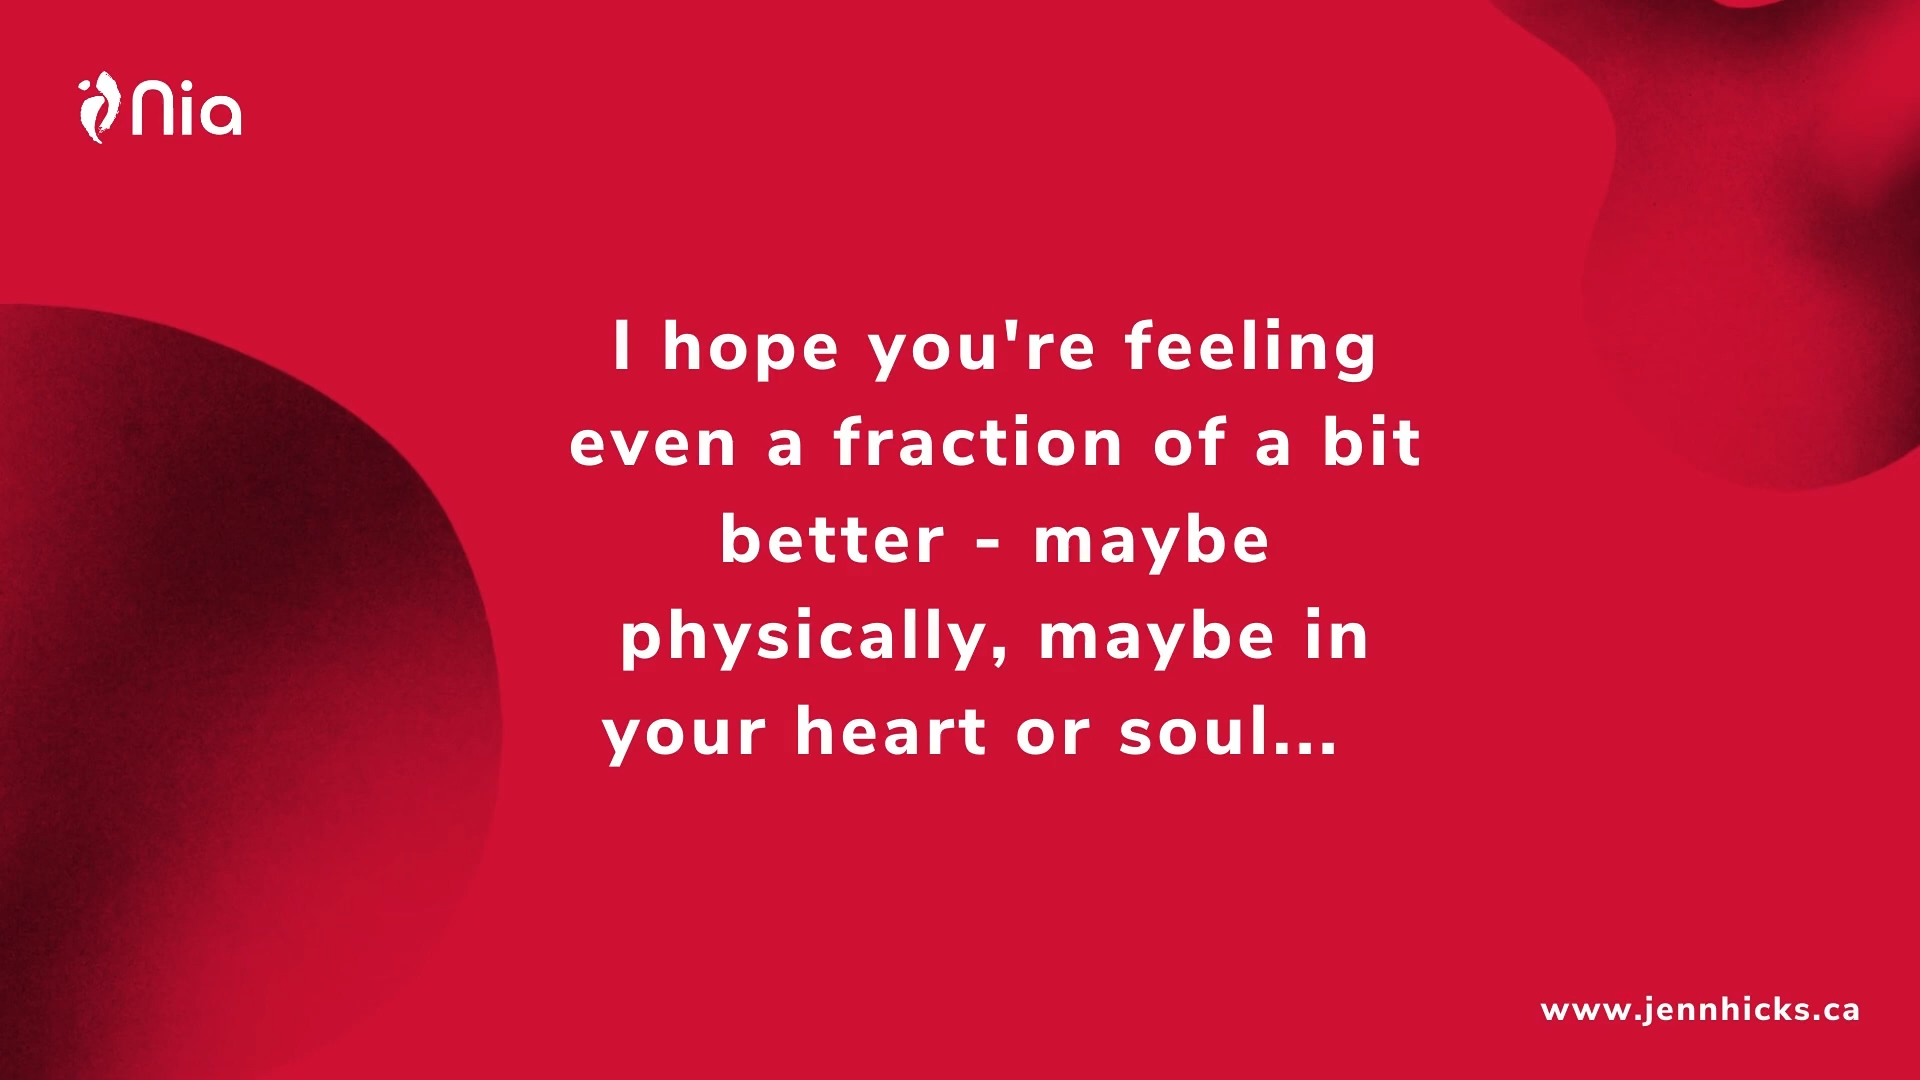 Nia
I hope you're feeling
even a fraction of a bit
better - maybe
physically, maybe in
your heart or soul...
www.jennhicks.ca